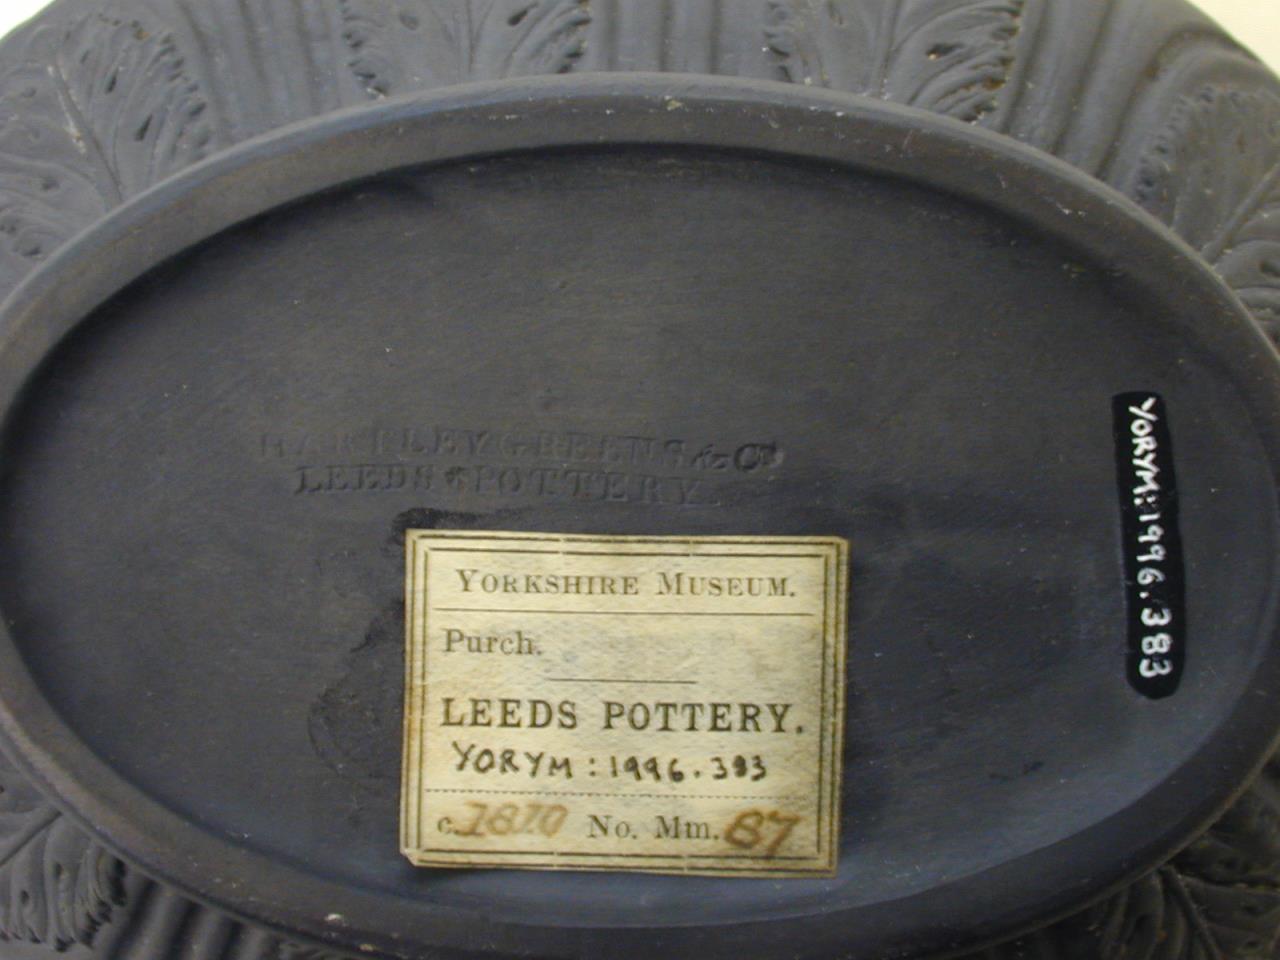 HARTLEY GREENS & Co
LEEDS * POTTERY
YORKSHIRE MUSEUM.
Purch.
LEEDS POTTERY.
YORYM : 1996.383
c. 1810 No. Mm. 87
YORYM:1996.383